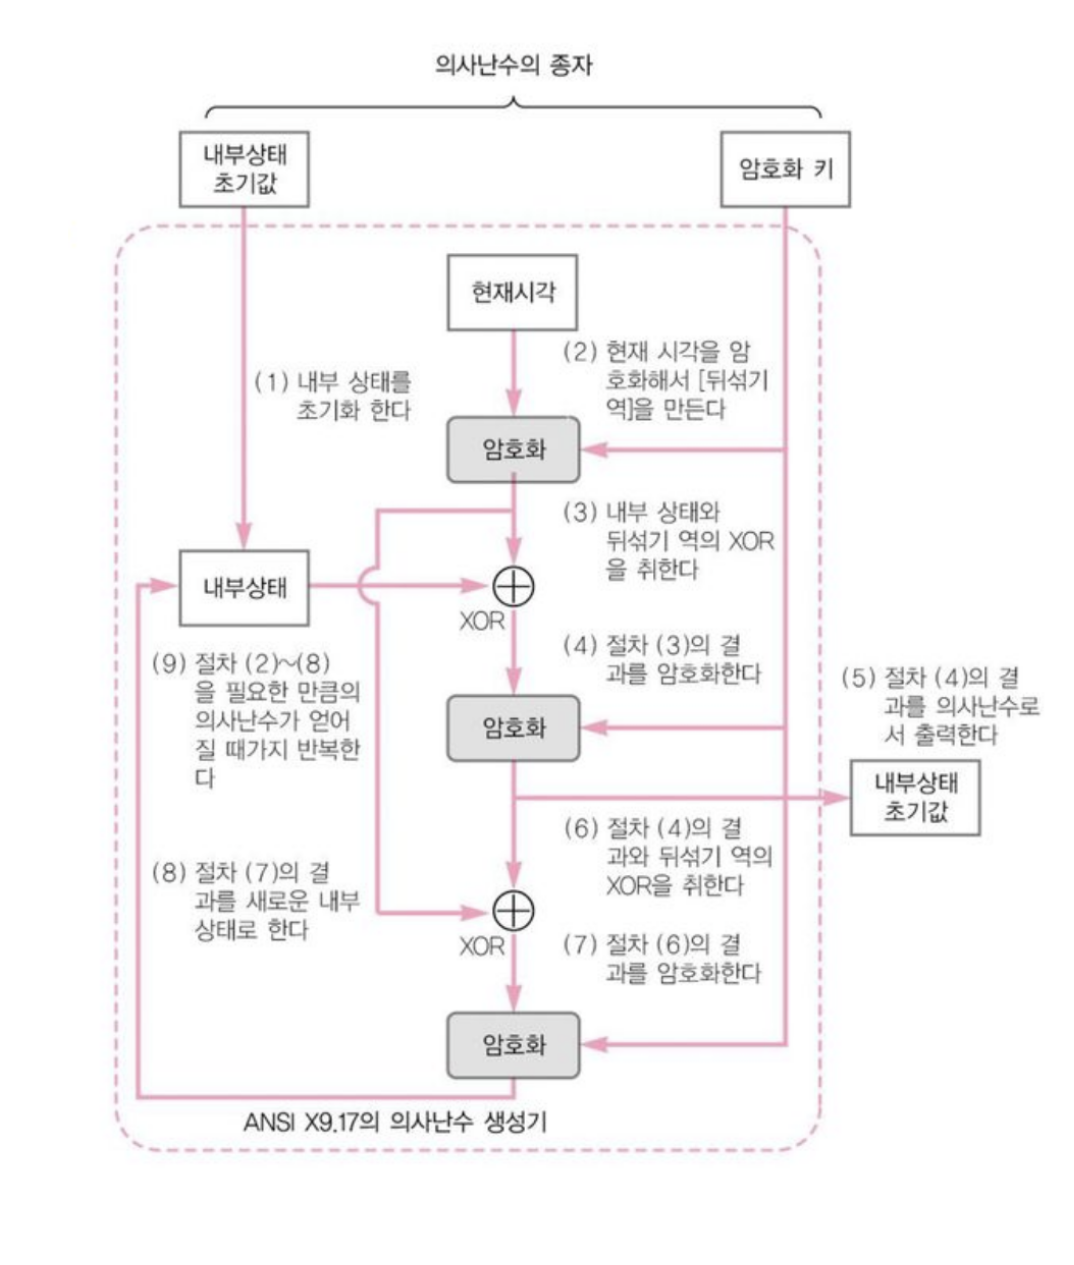 의사난수의 종자
내부상태
초기값
암호화 키
현재시각
(2) 현재 시각을 암
호화해서 [뒤섞기
역]을 만든다
(1) 내부 상태를
초기화 한다
암호화
(3) 내부 상태와
뒤섞기 역의 XOR
을 취한다
내부상태
XOR
(4) 절차 (3)의 결
과를 암호화한다
(9) 절차 (2)~(8)
을 필요한 만큼의
의사난수가 얻어
질 때가지 반복한
다
(5) 절차 (4)의 결
과를 의사난수로
서 출력한다
암호화
내부상태
초기값
(6) 절차 (4)의 결
과와 뒤섞기 역의
XOR을 취한다
(8) 절차 (7)의 결
과를 새로운 내부
상태로 한다
XOR
(7) 절차 (6)의 결
과를 암호화한다
암호화
ANSI X9.17의 의사난수 생성기